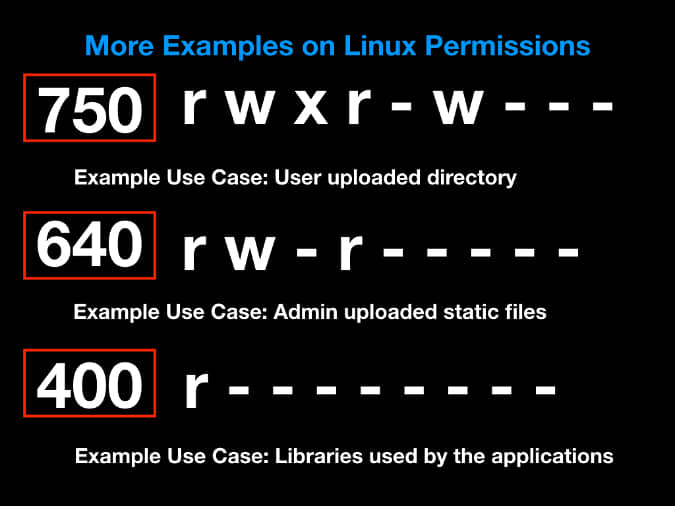 More Examples on Linux Permissions
750 r w x r - w - - -
Example Use Case: User uploaded directory
640 r w - r - - - - -
Example Use Case: Admin uploaded static files
400 r - - - - - - - -
Example Use Case: Libraries used by the applications